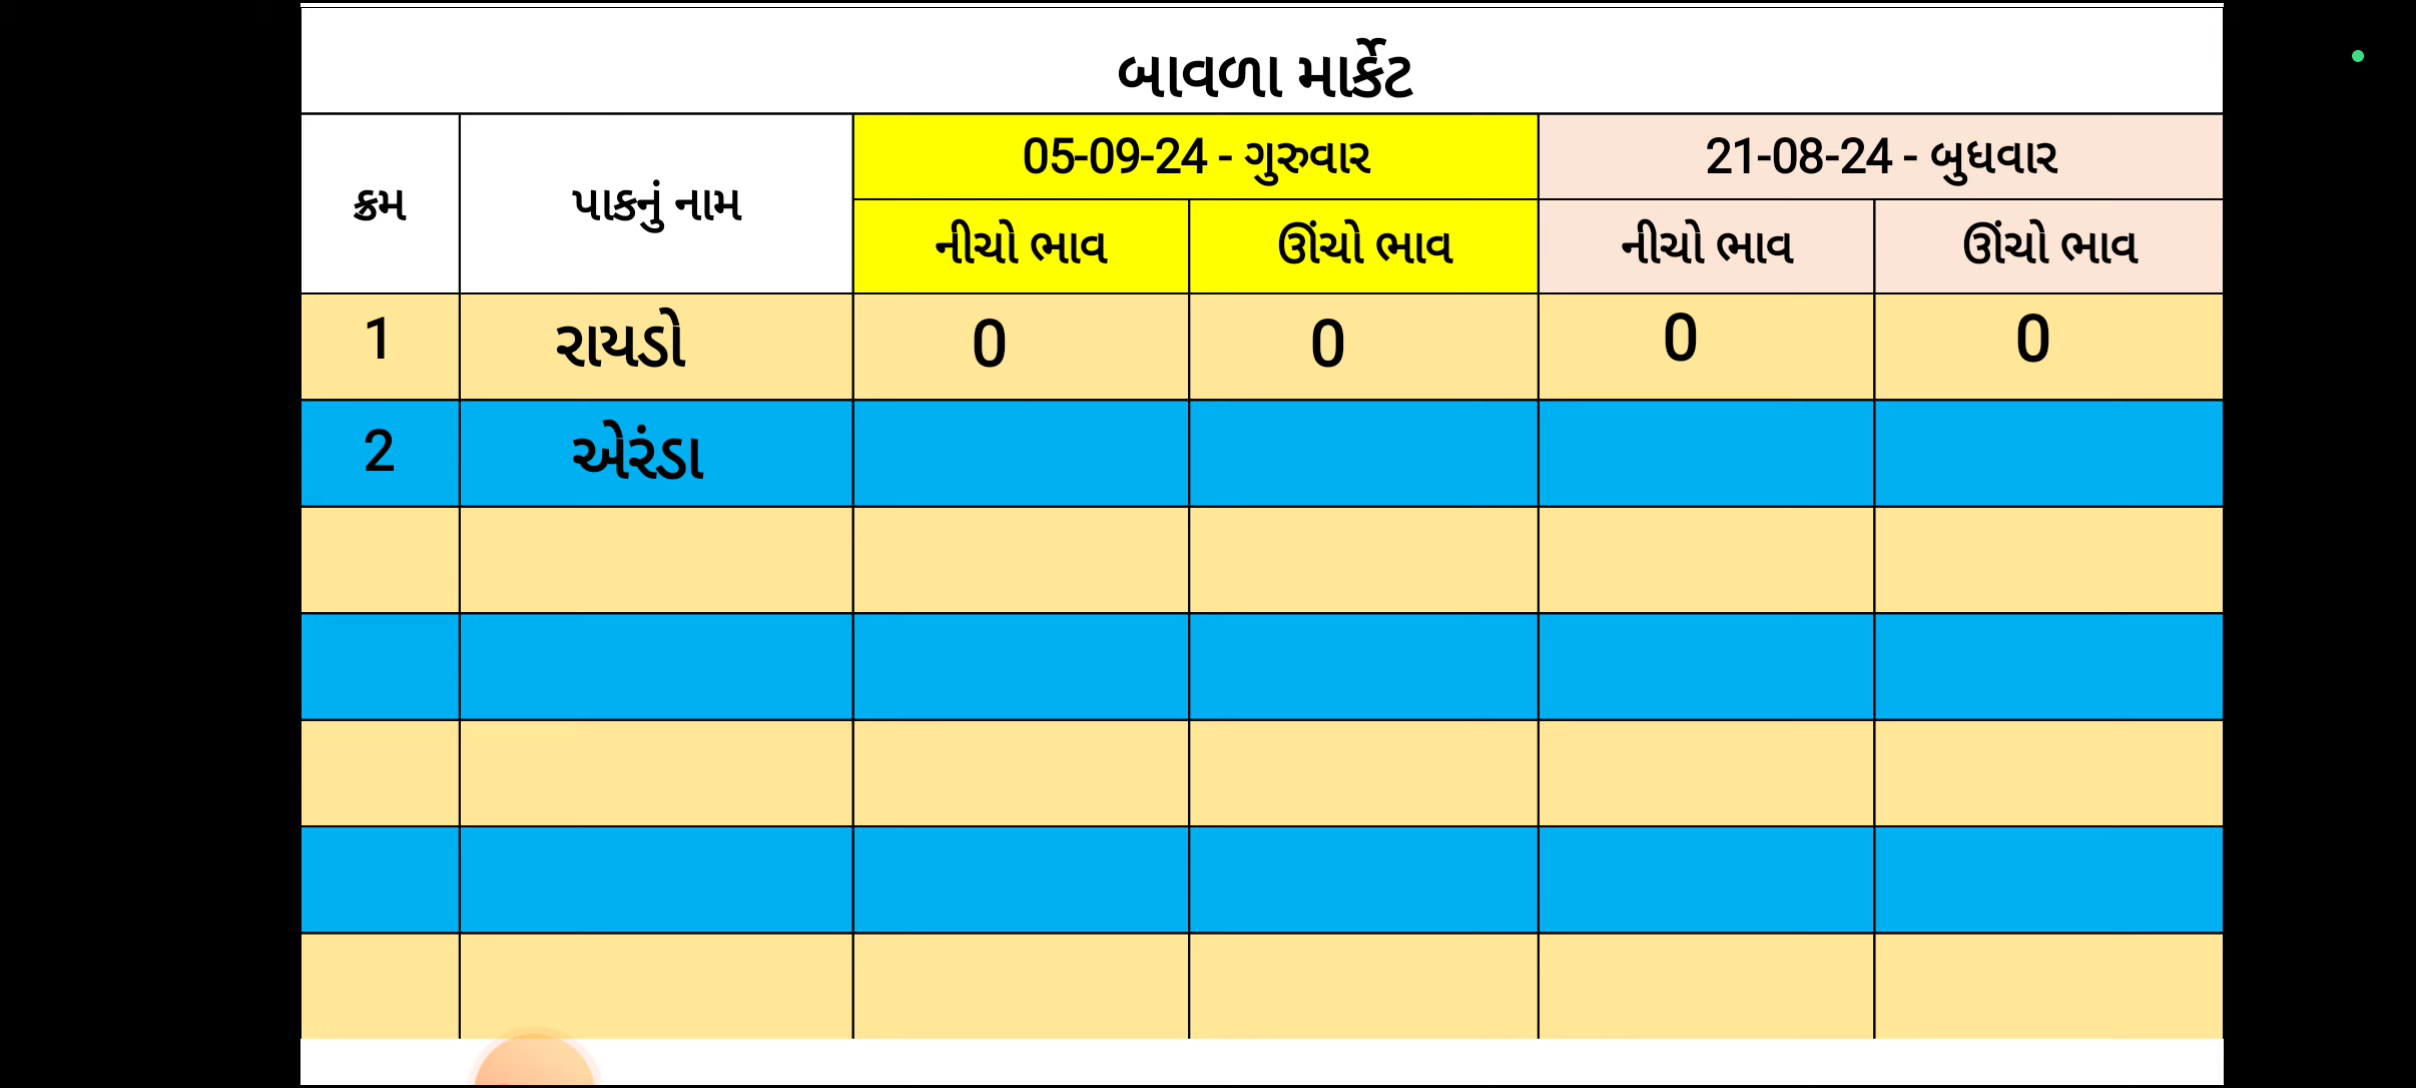 બાવળા માર્કેટ
ક્રમ પાકનું નામ 05-09-24 - ગુરુવાર 21-08-24 - બુધવાર
નીચો ભાવ ઊંચો ભાવ નીચો ભાવ ઊંચો ભાવ
1 રાયડો 0 0 0 0
2 એરંડા